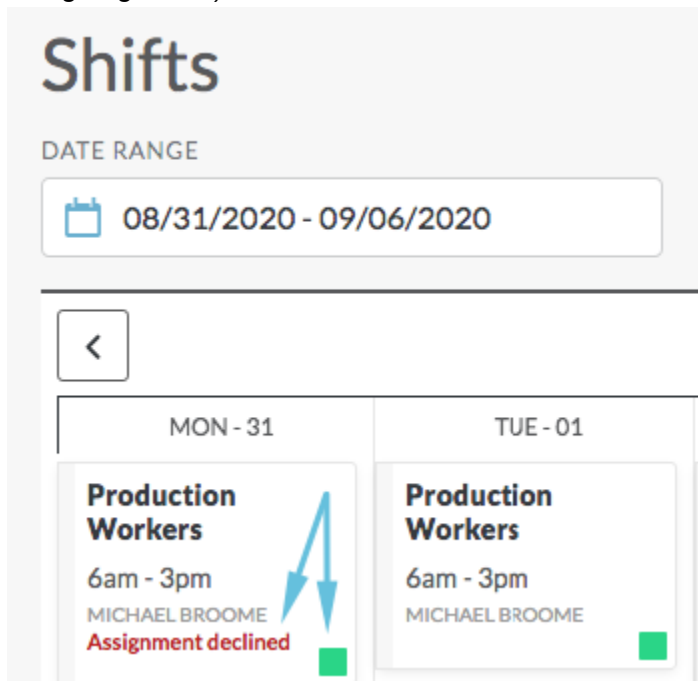 Shifts
DATE RANGE
08/31/2020 - 09/06/2020
MON - 31
TUE - 01
Production
Workers
6am - 3pm
MICHAEL BROOME
Assignment declined
Production
Workers
6am - 3pm
MICHAEL BROOME